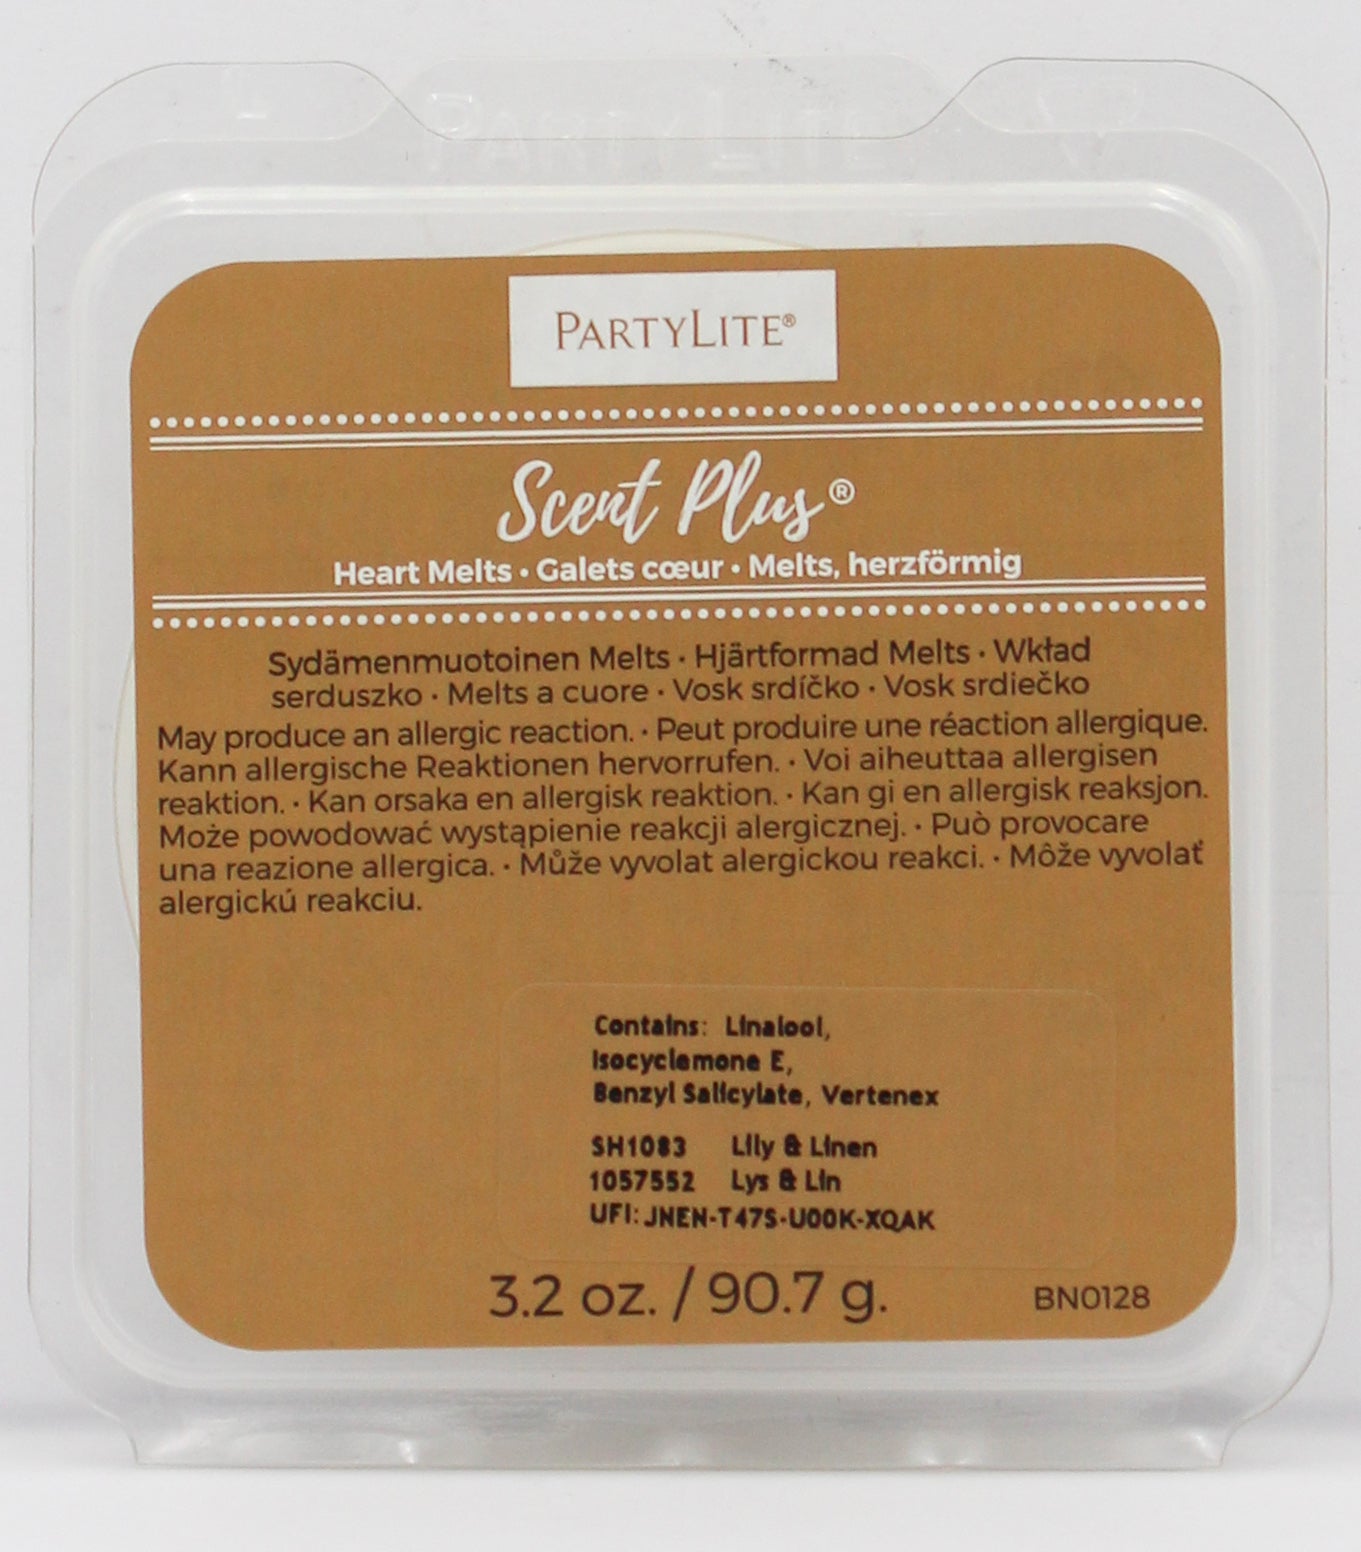 PARTYLITE
PARTYLITE®
Scent Plus®
Heart Melts • Galets cœur • Melts, herzförmig
Sydämenmuotoinen Melts • Hjärtformad Melts • Wkład
serduszko • Melts a cuore • Vosk srdíčko • Vosk srdiečko
May produce an allergic reaction. • Peut produire une réaction allergique.
Kann allergische Reaktionen hervorrufen. • Voi aiheuttaa allergisen
reaktion. • Kan orsaka en allergisk reaktion. • Kan gi en allergisk reaksjon.
Może powodować wystąpienie reakcji alergicznej. • Può provocare
una reazione allergica. • Může vyvolat alergickou reakci. • Môže vyvolať
alergickú reakciu.
Contains: Linalool,
Isocyclemone E,
Benzyl Salicylate, Vertenex
SH1083 Lily & Linen
1057552 Lys & Lin
UFI: JNEN-T47S-U00K-XQAK
3.2 oz. / 90.7 g.
BN0128